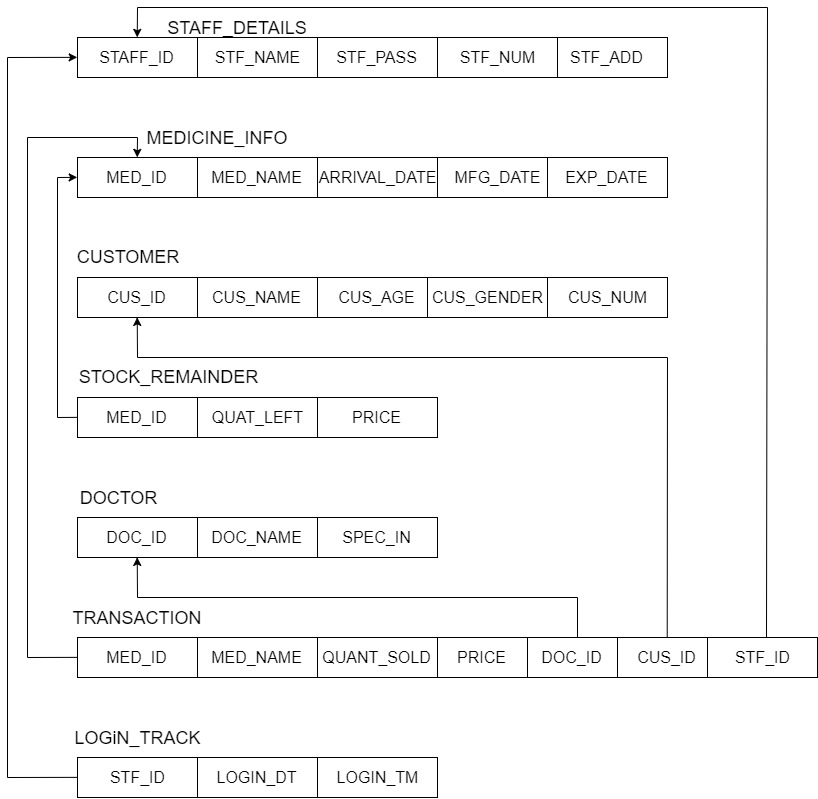 STAFF_DETAILS
STAFF_ID STF_NAME STF_PASS STF_NUM STF_ADD
MEDICINE_INFO
MED_ID MED_NAME ARRIVAL_DATE MFG_DATE EXP_DATE
CUSTOMER
CUS_ID CUS_NAME CUS_AGE CUS_GENDER CUS_NUM
STOCK_REMAINDER
MED_ID QUAT_LEFT PRICE
DOCTOR
DOC_ID DOC_NAME SPEC_IN
TRANSACTION
MED_ID MED_NAME QUANT_SOLD PRICE DOC_ID CUS_ID STF_ID
LOGiN_TRACK
STF_ID LOGIN_DT LOGIN_TM